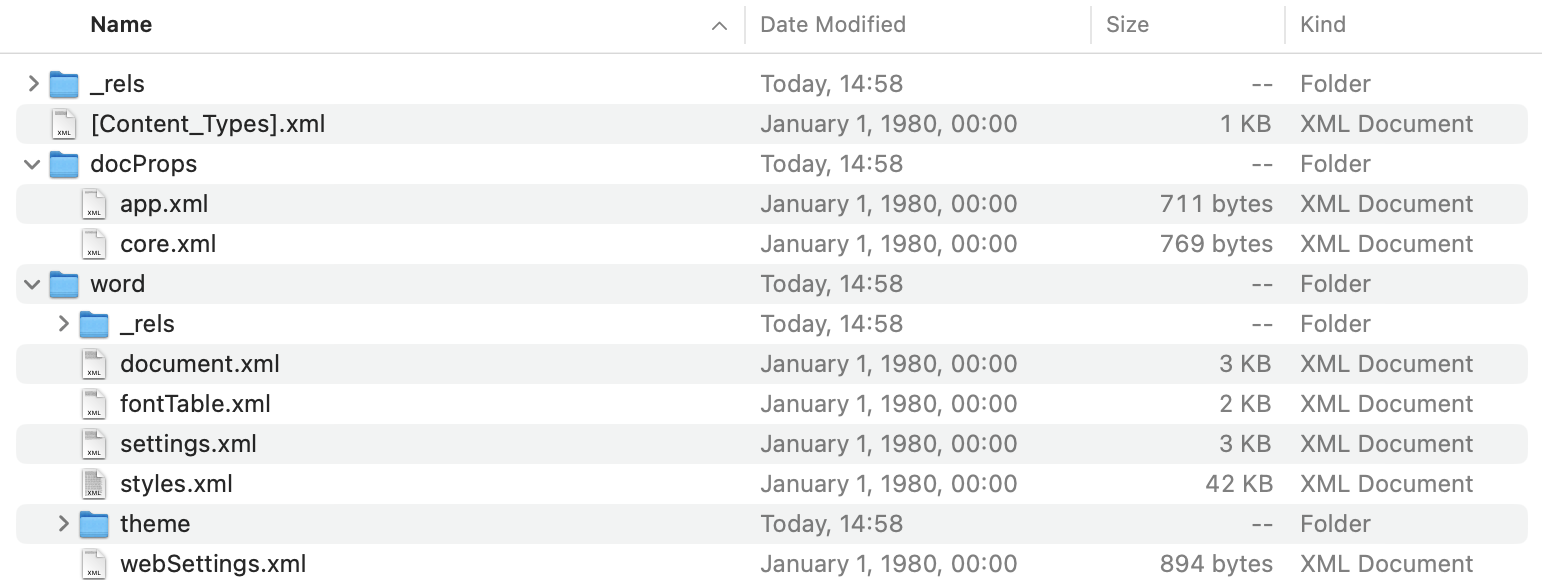 Name Date Modified Size Kind
_rels Today, 14:58 -- Folder
[Content_Types].xml January 1, 1980, 00:00 1 KB XML Document
docProps Today, 14:58 -- Folder
app.xml January 1, 1980, 00:00 711 bytes XML Document
core.xml January 1, 1980, 00:00 769 bytes XML Document
word Today, 14:58 -- Folder
_rels Today, 14:58 -- Folder
document.xml January 1, 1980, 00:00 3 KB XML Document
fontTable.xml January 1, 1980, 00:00 2 KB XML Document
settings.xml January 1, 1980, 00:00 3 KB XML Document
styles.xml January 1, 1980, 00:00 42 KB XML Document
theme Today, 14:58 -- Folder
webSettings.xml January 1, 1980, 00:00 894 bytes XML Document